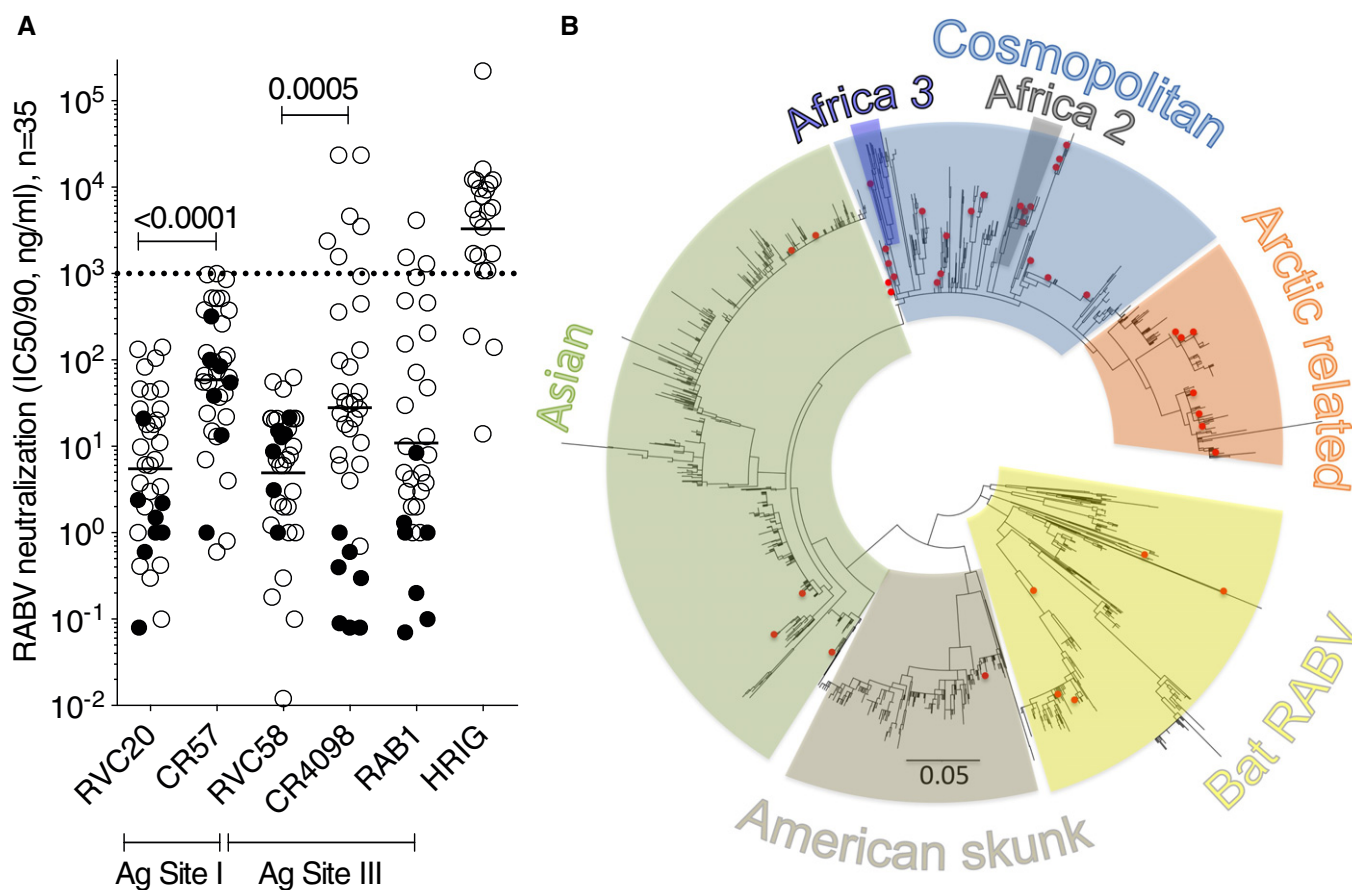 A
RABV neutralization (IC50/90, ng/ml), n=35
10^5
10^4
10^3
10^2
10^1
10^0
10^-1
10^-2
<0.0001
0.0005
RVC20
CR57
RVC58
CR4098
RAB1
HRIG
Ag Site I
Ag Site III
B
Cosmopolitan
Africa 3
Africa 2
Arctic related
Asian
Bat RABV
American skunk
0.05